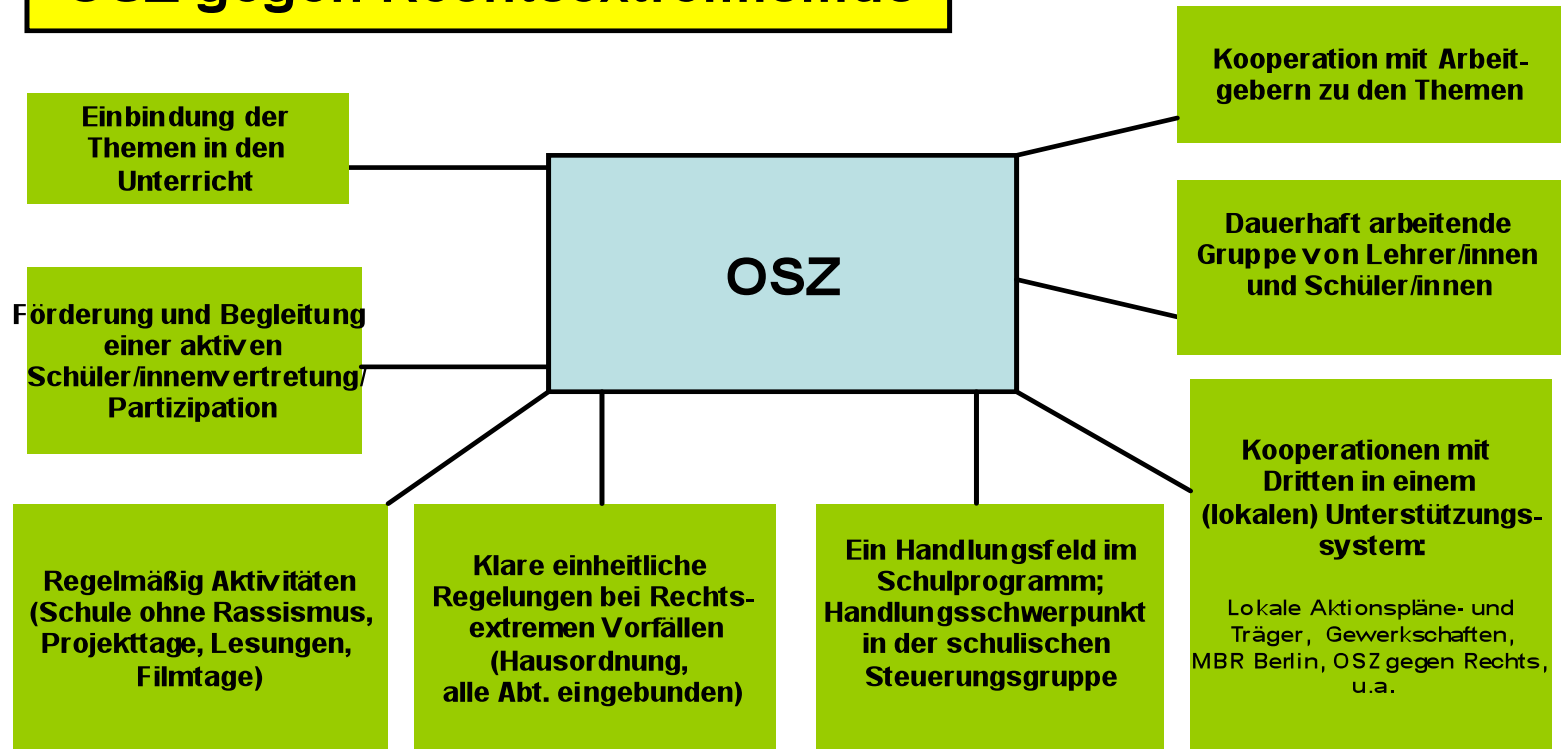 OSZ gegen Rechtsextremismus
Kooperation mit Arbeit-
gebern zu den Themen
Einbindung der
Themen in den
Unterricht
OSZ
Dauerhaft arbeitende
Gruppe von Lehrer/innen
und Schüler/innen
Förderung und Begleitung
einer aktiven
Schüler/innenvertretung/
Partizipation
Kooperationen mit
Dritten in einem
(lokalen) Unterstützungs-
system:
Lokale Aktionspläne- und
Träger, Gewerkschaften,
MBR Berlin, OSZ gegen Rechts,
u.a.
Regelmäßig Aktivitäten
(Schule ohne Rassismus,
Projekttage, Lesungen,
Filmtage)
Klare einheitliche
Regelungen bei Rechts-
extremen Vorfällen
(Hausordnung,
alle Abt. eingebunden)
Ein Handlungsfeld im
Schulprogramm;
Handlungsschwerpunkt
in der schulischen
Steuerungsgruppe